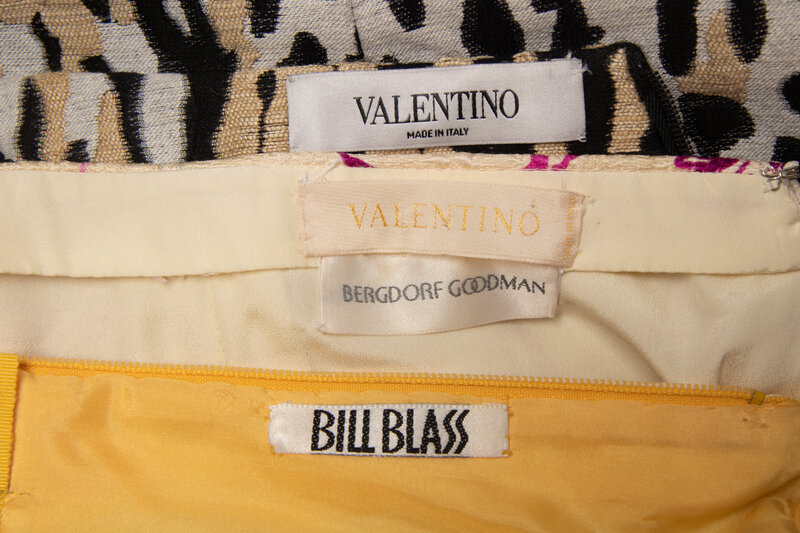 VALENTINO
MADE IN ITALY
VALENTINO
BERGDORF GOODMAN
BILL BLASS